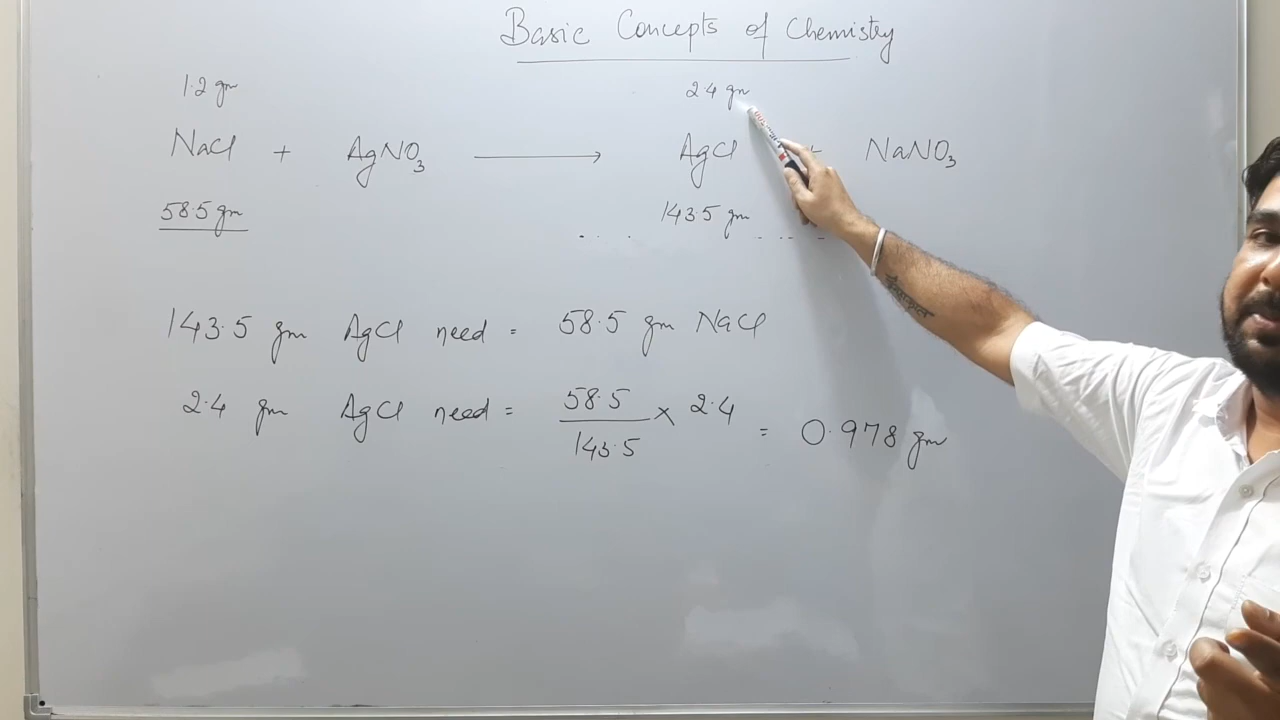 Basic Concepts of Chemistry
1.2 gm 2.4 gm
NaCl + AgNO₃ ⟶ AgCl + NaNO₃
58.5 gm 143.5 gm
143.5 gm AgCl need = 58.5 gm NaCl
2.4 gm AgCl need = 58.5/143.5 × 2.4 = 0.978 gm